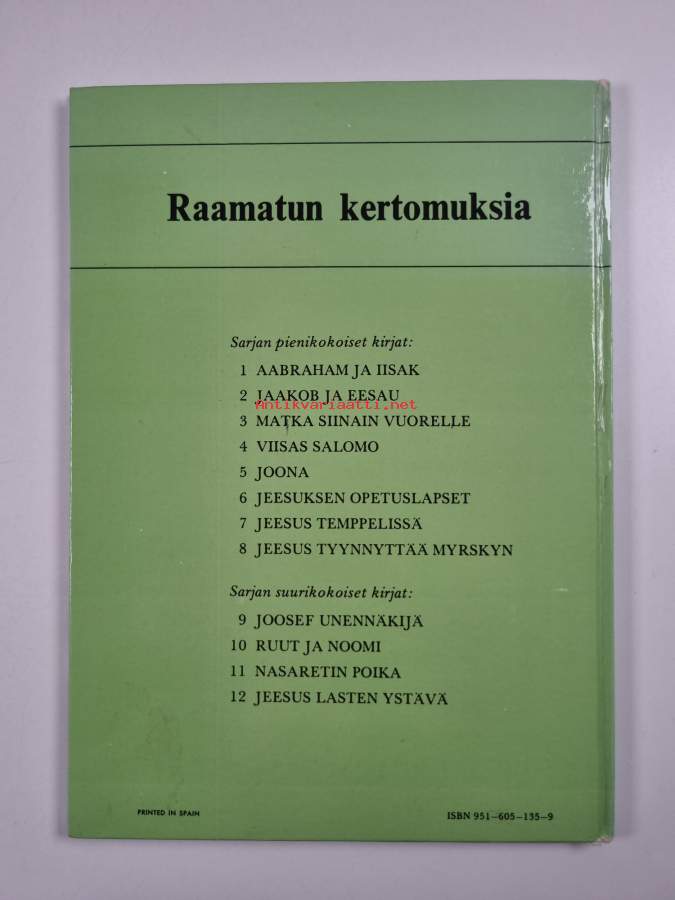 Raamatun kertomuksia
Sarjan pienikokoiset kirjat:
1 AABRAHAM JA IISAK
2 JAAKOB JA EESAU
Antikvariaatti.net
3 MATKA SIINAIN VUORELLE
4 VIISAS SALOMO
5 JOONA
6 JEESUKSEN OPETUSLAPSET
7 JEESUS TEMPPELISSÄ
8 JEESUS TYYNNYTTÄÄ MYRSKYN
Sarjan suurikokoiset kirjat:
9 JOOSEF UNENNÄKIJÄ
10 RUUT JA NOOMI
11 NASARETIN POIKA
12 JEESUS LASTEN YSTÄVÄ
PRINTED IN SPAIN
ISBN 951–605–135–9